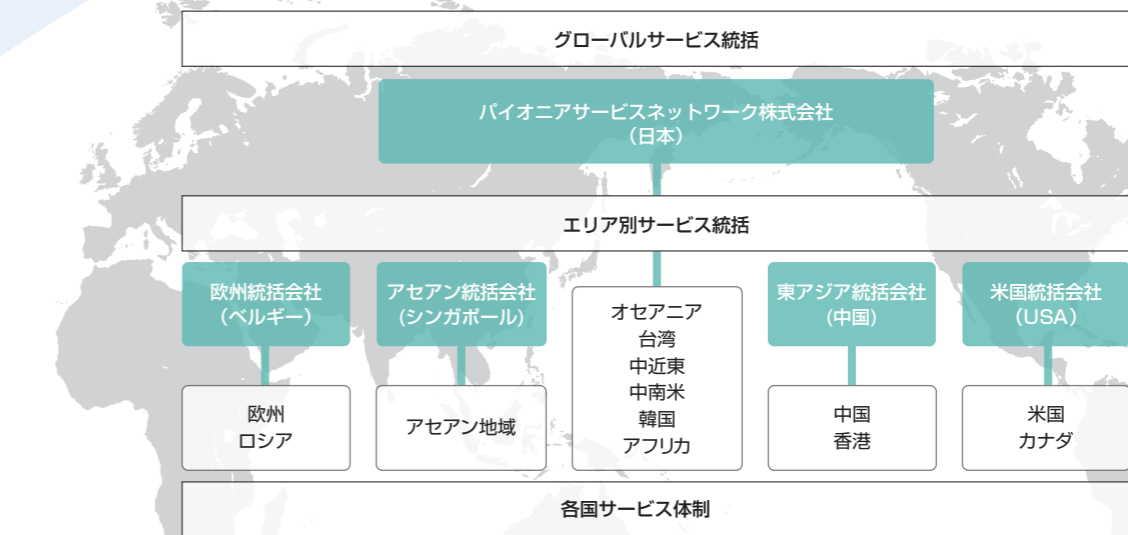 グローバルサービス統括
パイオニアサービスネットワーク株式会社
（日本）
エリア別サービス統括
欧州統括会社
（ベルギー）
アセアン統括会社
(シンガポール)
オセアニア
台湾
中近東
中南米
韓国
アフリカ
東アジア統括会社
(中国)
米国統括会社
（USA）
欧州
ロシア
アセアン地域
中国
香港
米国
カナダ
各国サービス体制